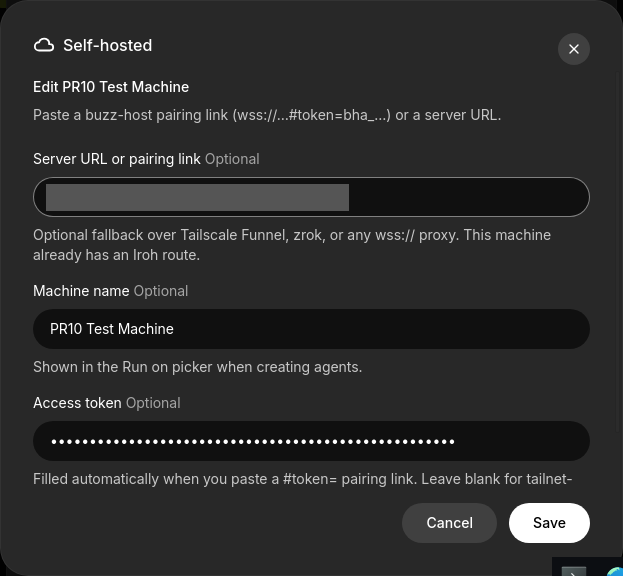 Self-hosted
Edit PR10 Test Machine
Paste a buzz-host pairing link (wss://...#token=bha_...) or a server URL.
Server URL or pairing link Optional
Optional fallback over Tailscale Funnel, zrok, or any wss:// proxy. This machine
already has an Iroh route.
Machine name Optional
PR10 Test Machine
Shown in the Run on picker when creating agents.
Access token Optional
••••••••••••••••••••••••••••••••••••••••••••••••••••
Filled automatically when you paste a #token= pairing link. Leave blank for tailnet-
Cancel
Save